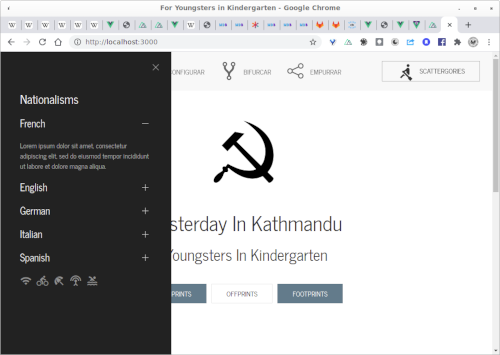 For Youngsters in Kindergarten - Google Chrome
http://localhost:3000
ONFIGURAR
BIFURCAR
EMPURRAR
SCATTERGORIES
Nationalisms
French
Lorem ipsum dolor sit amet, consectetur
adipiscing elit, sed do eiusmod tempor incididunt
ut labore et dolore magna aliqua.
English
German
Italian
Spanish
sterday In Kathmandu
Youngsters In Kindergarten
PRINTS
OFFPRINTS
FOOTPRINTS